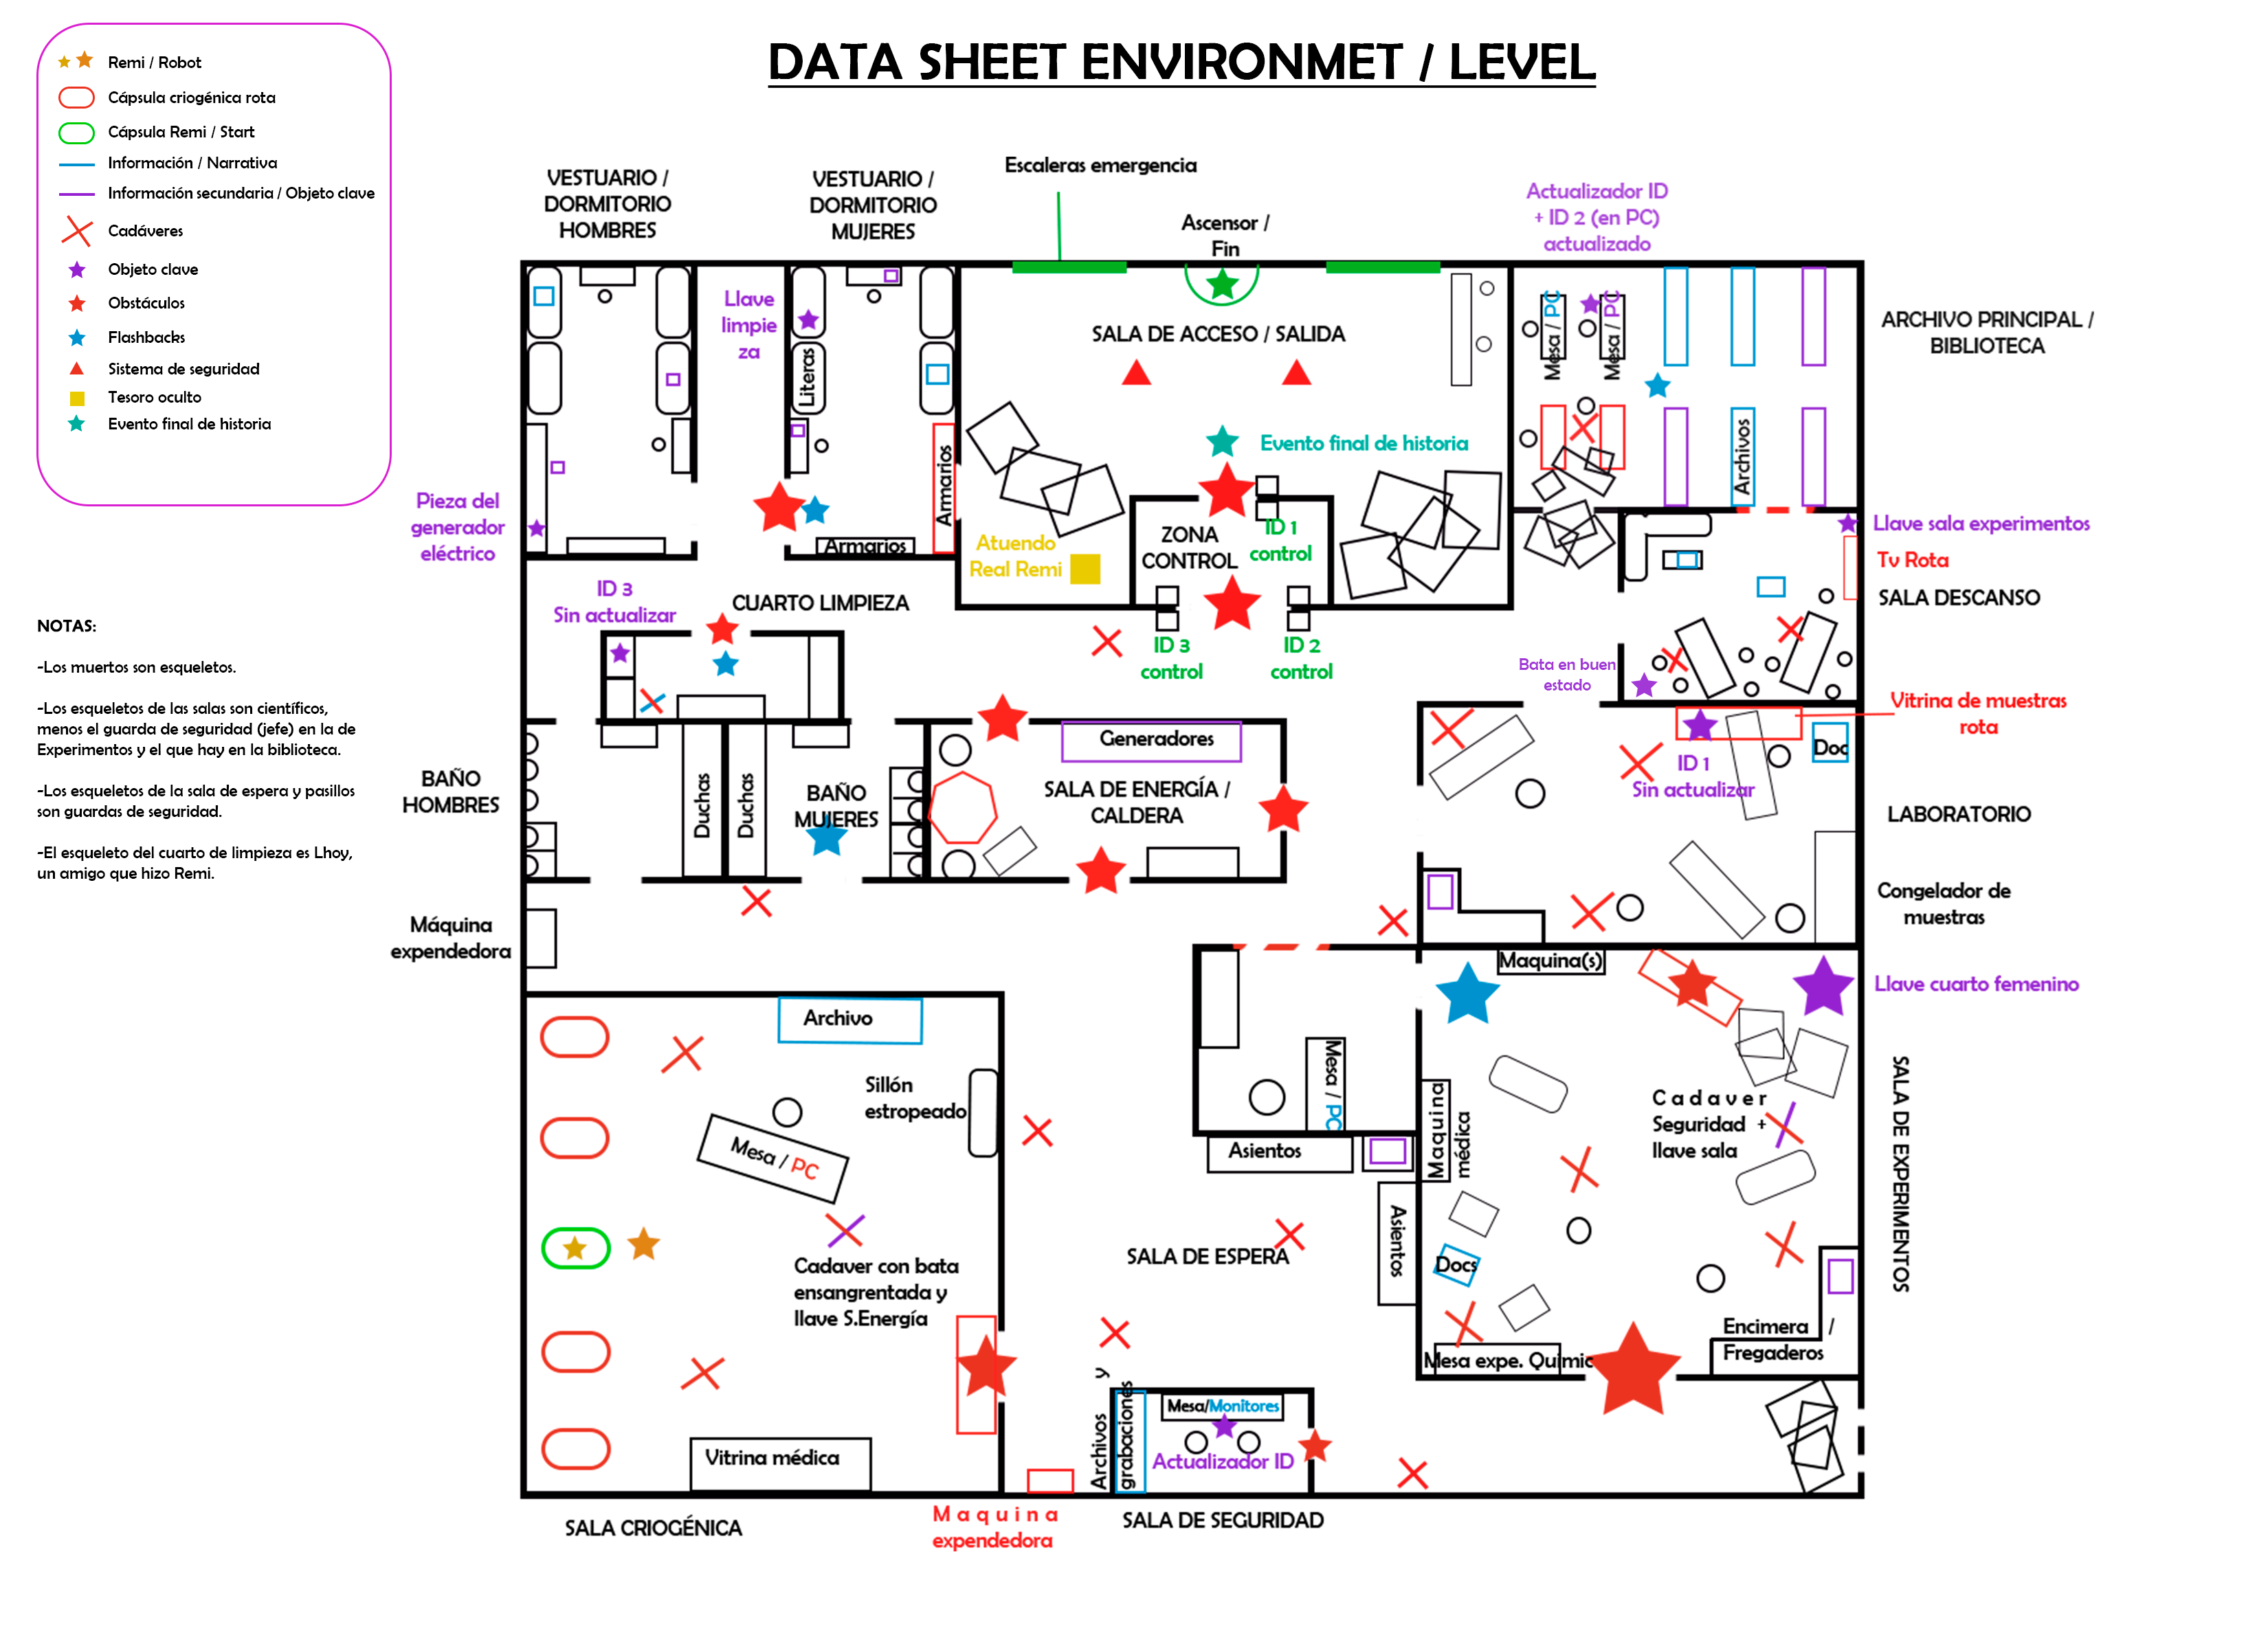 DATA SHEET ENVIRONMET / LEVEL
Remi / Robot
Cápsula criogénica rota
Cápsula Remi / Start
Información / Narrativa
Información secundaria / Objeto clave
Cadáveres
Objeto clave
Obstáculos
Flashbacks
Sistema de seguridad
Tesoro oculto
Evento final de historia
NOTAS:
-Los muertos son esqueletos.
-Los esqueletos de las salas son científicos,
menos el guarda de seguridad (jefe) en la de
Experimentos y el que hay en la biblioteca.
-Los esqueletos de la sala de espera y pasillos
son guardas de seguridad.
-El esqueleto del cuarto de limpieza es Lhoy,
un amigo que hizo Remi.
VESTUARIO /
DORMITORIO
HOMBRES
VESTUARIO /
DORMITORIO
MUJERES
Escaleras emergencia
Ascensor /
Fin
Actualizador ID
+ ID 2 (en PC)
actualizado
Llave
limpie
za
Literas
Armarios
Armarios
SALA DE ACCESO / SALIDA
Evento final de historia
Mesa / PC
Mesa / PC
Archivos
ARCHIVO PRINCIPAL /
BIBLIOTECA
Pieza del
generador
eléctrico
Atuendo
Real Remi
ZONA
CONTROL
ID 1
control
Llave sala experimentos
Tv Rota
SALA DESCANSO
ID 3
Sin actualizar
CUARTO LIMPIEZA
ID 3
control
ID 2
control
Bata en buen
estado
Vitrina de muestras
rota
BAÑO
HOMBRES
Duchas
Duchas
BAÑO
MUJERES
Generadores
SALA DE ENERGÍA /
CALDERA
ID 1
Sin actualizar
Doc
LABORATORIO
Congelador de
muestras
Máquina
expendedora
Maquina(s)
Llave cuarto femenino
Archivo
Sillón
estropeado
Mesa / PC
Mesa / PC
Asientos
Asientos
Maquina
médica
Cadaver
Seguridad +
llave sala
SALA DE EXPERIMENTOS
Cadaver con bata
ensangrentada y
llave S.Energía
SALA DE ESPERA
Docs
Encimera /
Fregaderos
Mesa expe. Quimic
Archivos y
grabaciones
Mesa/Monitores
Actualizador ID
Vitrina médica
SALA CRIOGÉNICA
Maquina
expendedora
SALA DE SEGURIDAD